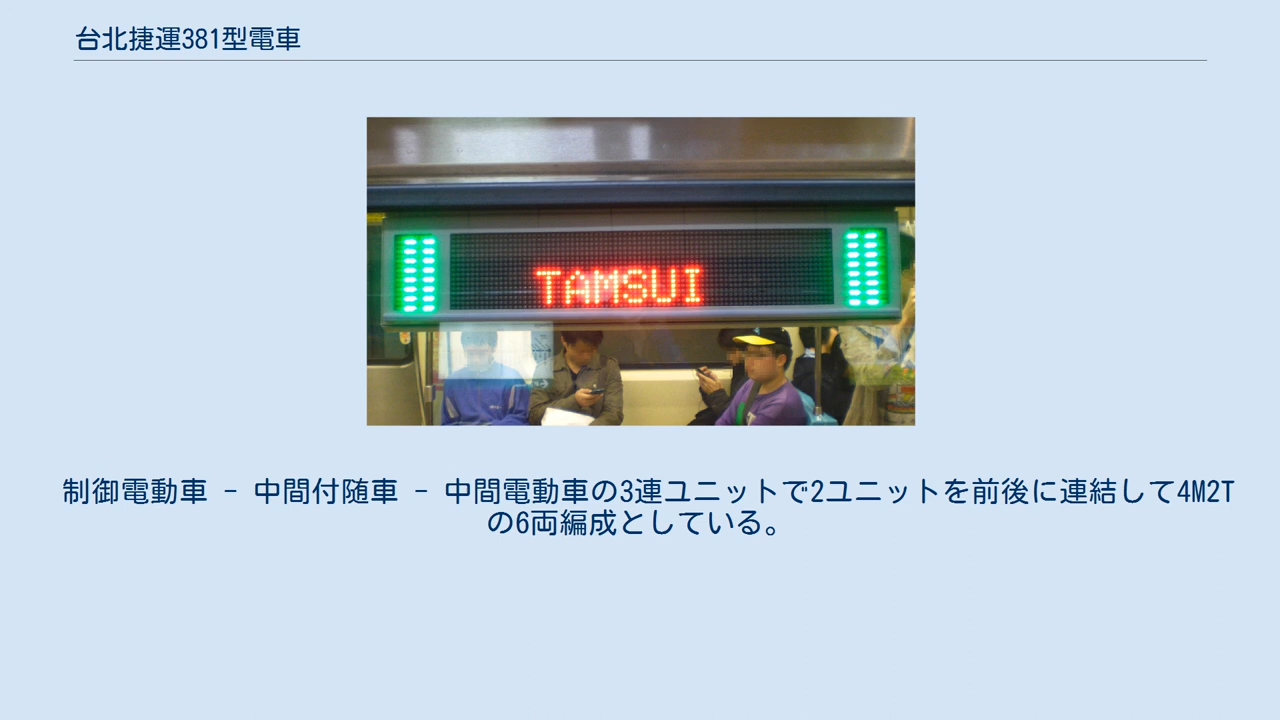 台北捷運381型電車
TAMSUI
制御電動車 - 中間付随車 - 中間電動車の3連ユニットで2ユニットを前後に連結して4M2T
の6両編成としている。